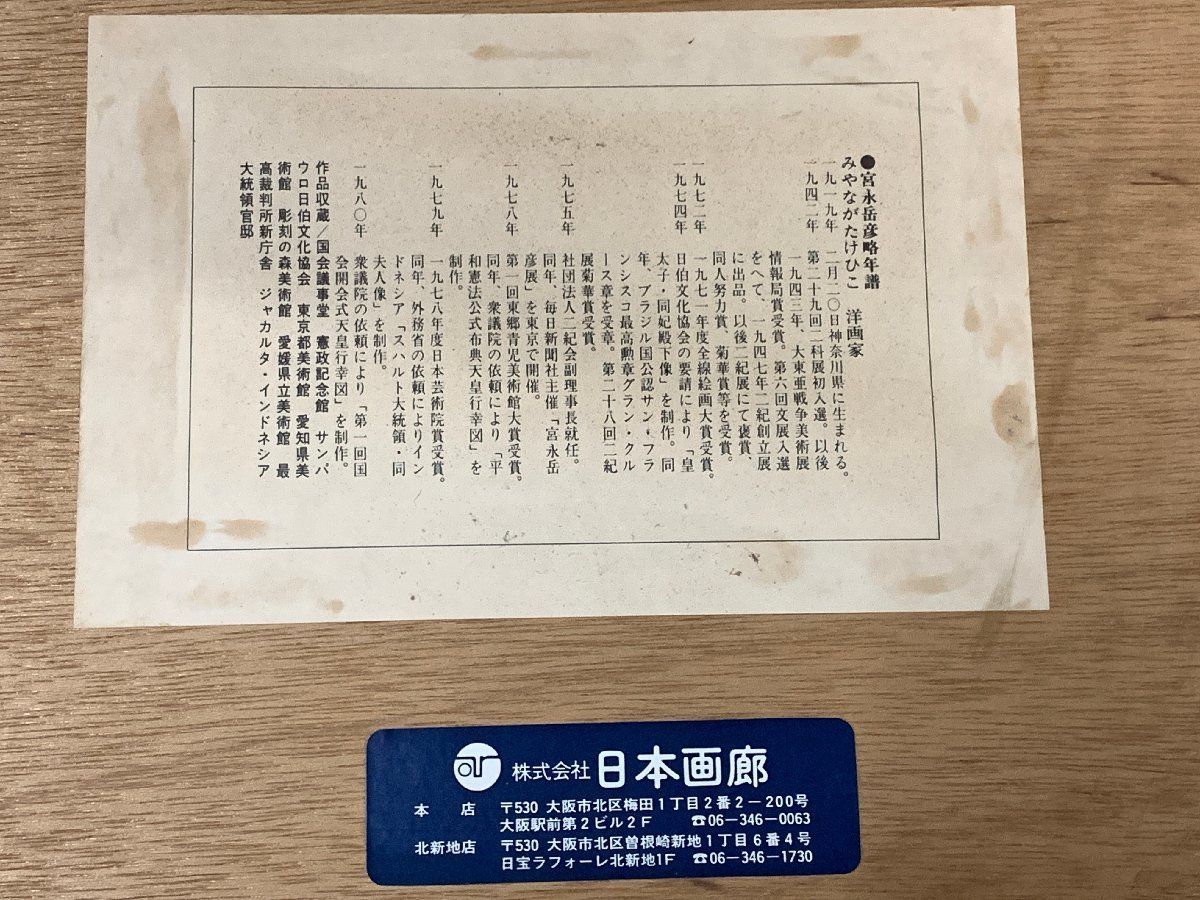 ●宮永岳彦略年譜
みやながたけひこ　洋画家
一九一九年　二月二〇日神奈川県に生まれる。
一九四二年　第二十九回二科展初入選。以後
一九四三年、大東亜戦争美術展
情報局賞受賞。第六回文展入選
をへて、一九四七年二紀創立展
に出品。以後二紀展にて褒賞、
同人努力賞、菊華賞等を受賞。
一九七二年　一九七一年度全線絵画大賞受賞。
一九七四年　日伯文化協会の要請により「皇
太子・同妃殿下像」を制作。同
年、ブラジル国公認サン・フラ
ンシスコ最高勲章グラン・クル
ース章を受章。第二十八回二紀
展菊華賞受賞。
一九七五年　社団法人二紀会副理事長就任。
同年、毎日新聞社主催「宮永岳
彦展」を東京で開催。
一九七八年　第一回東郷青児美術館大賞受賞。
同年、衆議院の依頼により「平
和憲法公式布典天皇行幸図」を
制作。
一九七九年　一九七八年度日本芸術院賞受賞。
同年、外務省の依頼によりイン
ドネシア「スハルト大統領・同
夫人像」を制作。
一九八〇年　衆議院の依頼により「第一回国
会開会式天皇行幸図」を制作。
作品収蔵／国会議事堂　憲政記念館　サンパ
ウロ日伯文化協会　東京都美術館　愛知県美
術館　彫刻の森美術館　愛媛県立美術館　最
高裁判所新庁舎　ジャカルタ・インドネシア
大統領官邸
株式会社 日本画廊
本店　〒530 大阪市北区梅田1丁目2番2－200号
大阪駅前第2ビル2F　☎06－346－0063
北新地店　〒530 大阪市北区曽根崎新地1丁目6番4号
日宝ラフォーレ北新地1F　☎06－346－1730